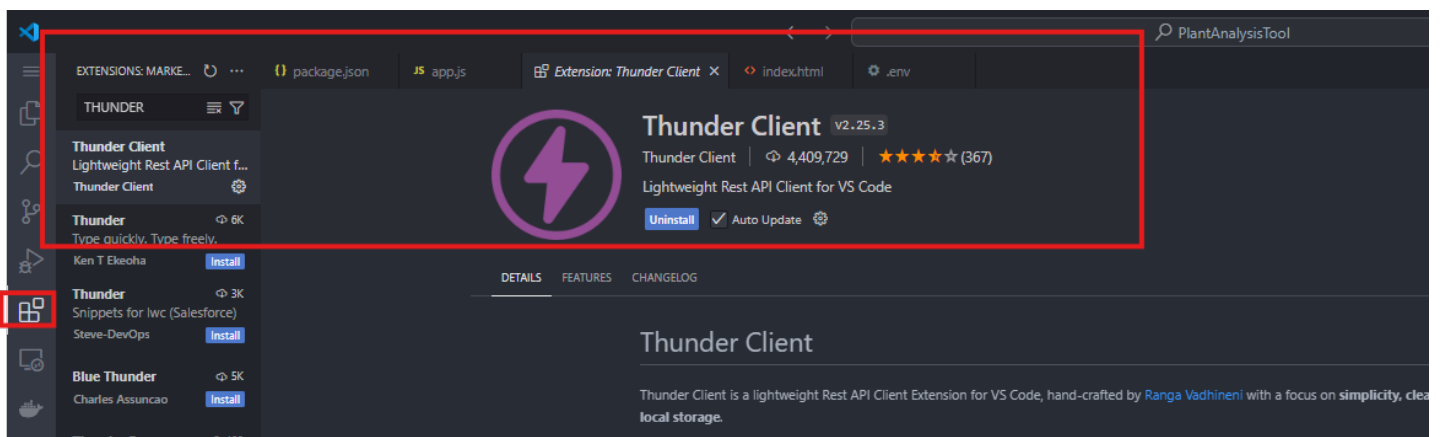 PlantAnalysisTool
EXTENSIONS: MARKE...
{} package.json
JS app.js
Extension: Thunder Client
<> index.html
.env
THUNDER
Thunder Client
Lightweight Rest API Client f...
Thunder Client
Thunder
6K
Type quickly. Type freely.
Ken T Ekeoha
Install
Thunder
3K
Snippets for lwc (Salesforce)
Steve-DevOps
Install
Blue Thunder
5K
Charles Assuncao
Install
Thunder Client
v2.25.3
Thunder Client
4,409,729
(367)
Lightweight Rest API Client for VS Code
Uninstall
Auto Update
DETAILS
FEATURES
CHANGELOG
Thunder Client
Thunder Client is a lightweight Rest API Client Extension for VS Code, hand-crafted by Ranga Vadhineni with a focus on simplicity, clea
local storage.